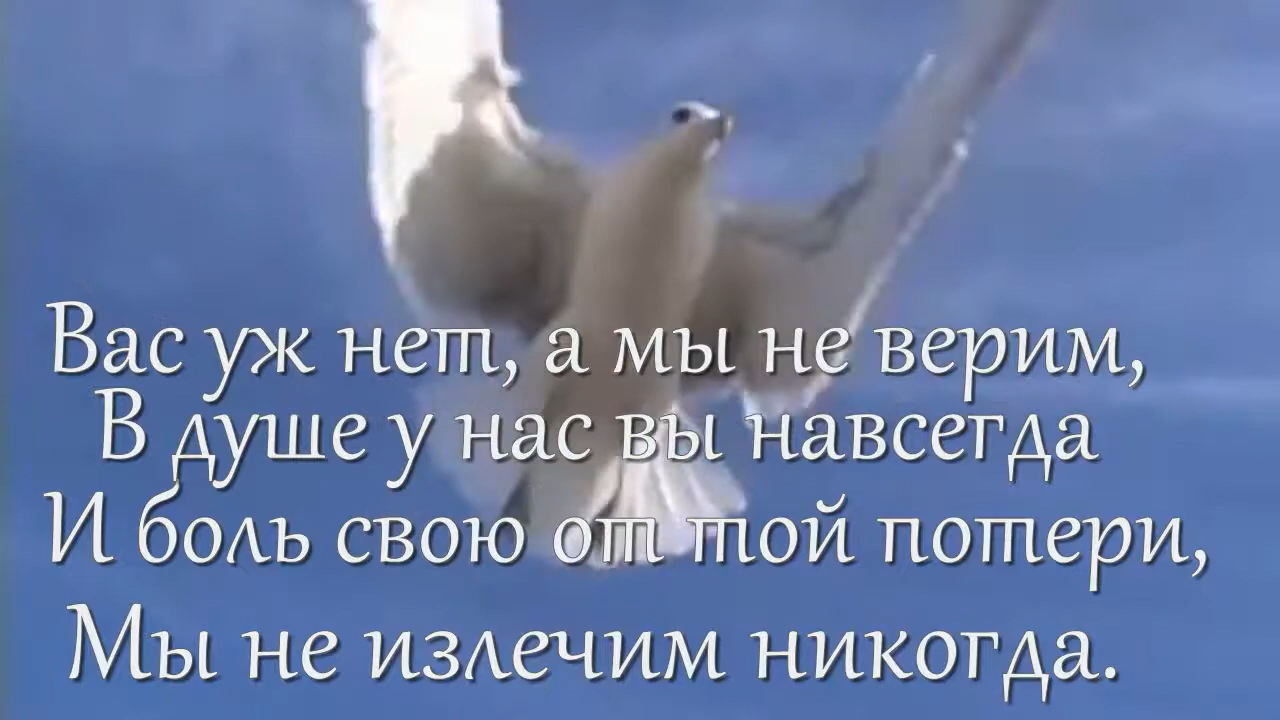 Вас уж нет, а мы не верим,
В душе у нас вы навсегда
И боль свою от той потери,
Мы не излечим никогда.